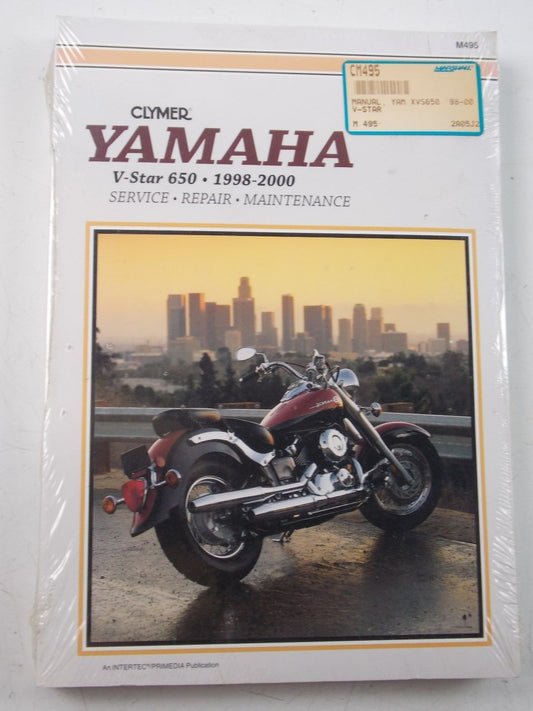 M495
CM495
MANUAL, YAM XVS650 98-00
V-STAR
M 495 2A05J2
CLYMER®
YAMAHA
V-Star 650 • 1998-2000
SERVICE • REPAIR • MAINTENANCE
An INTERTEC®/PRIMEDIA Publication